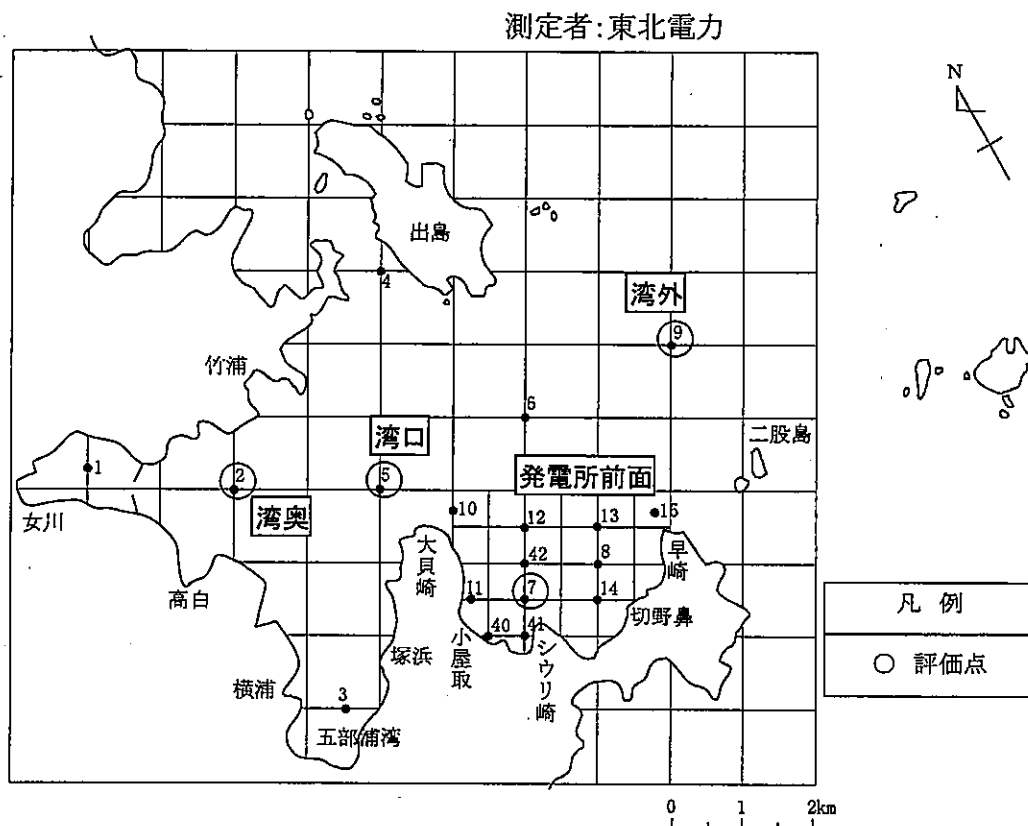 測定者:東北電力
N
出島
4
湾外
9
竹浦
6
湾口
二股島
1
2
5
発電所前面
10
15
女川
湾奥
12
13
大貝崎
42
8
早崎
高白
11
7
14
切野鼻
凡例
40
41
小屋取
シウリ崎
塚浜
○ 評価点
横浦
3
五部浦湾
0 1 2km